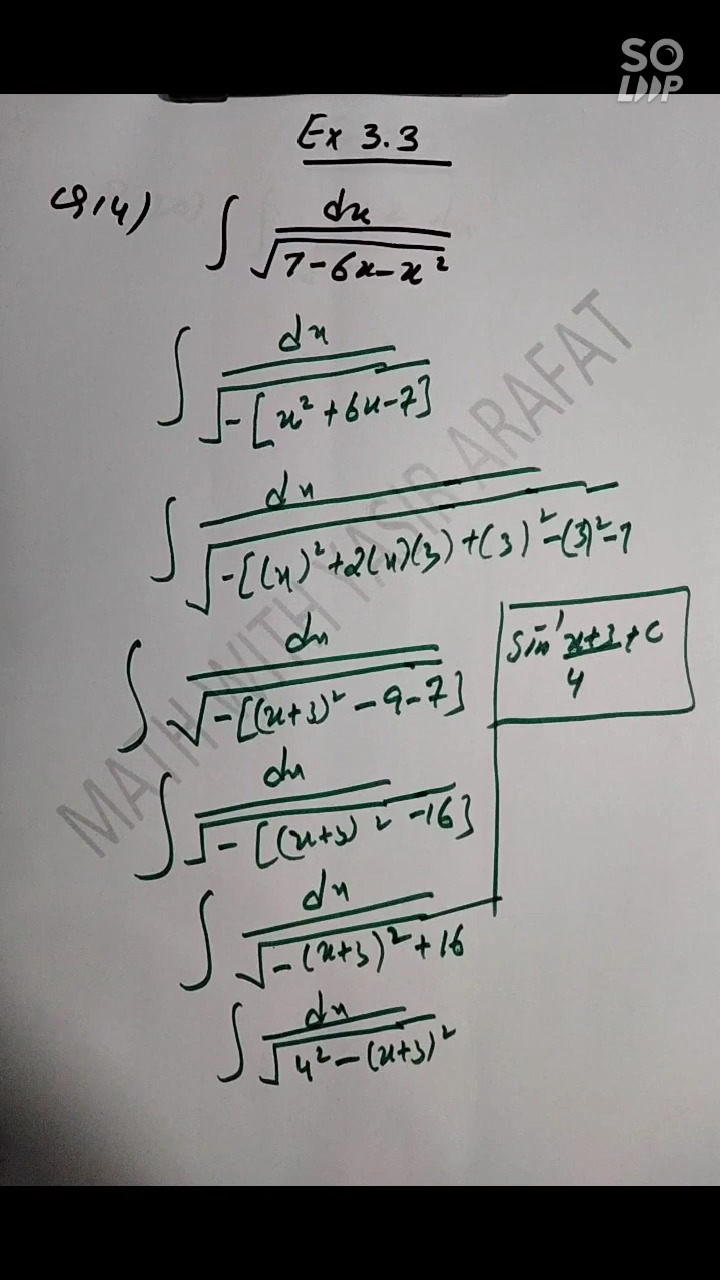 SO
LOOP
Ex 3.3
Q14) ∫ dx / √7-6x-x²
∫ dx / √-[x²+6x-7]
∫ dx / √-[(x)²+2(x)(3)+(3)²-(3)²-7
∫ dx / √-[(x+3)²-9-7]
∫ dx / √-[(x+3)²-16]
∫ dx / √-(x+3)²+16
∫ dx / √4²-(x+3)²
Sin⁻¹ x+3 / 4 + c
MATH WITH YASIR ARAFAT